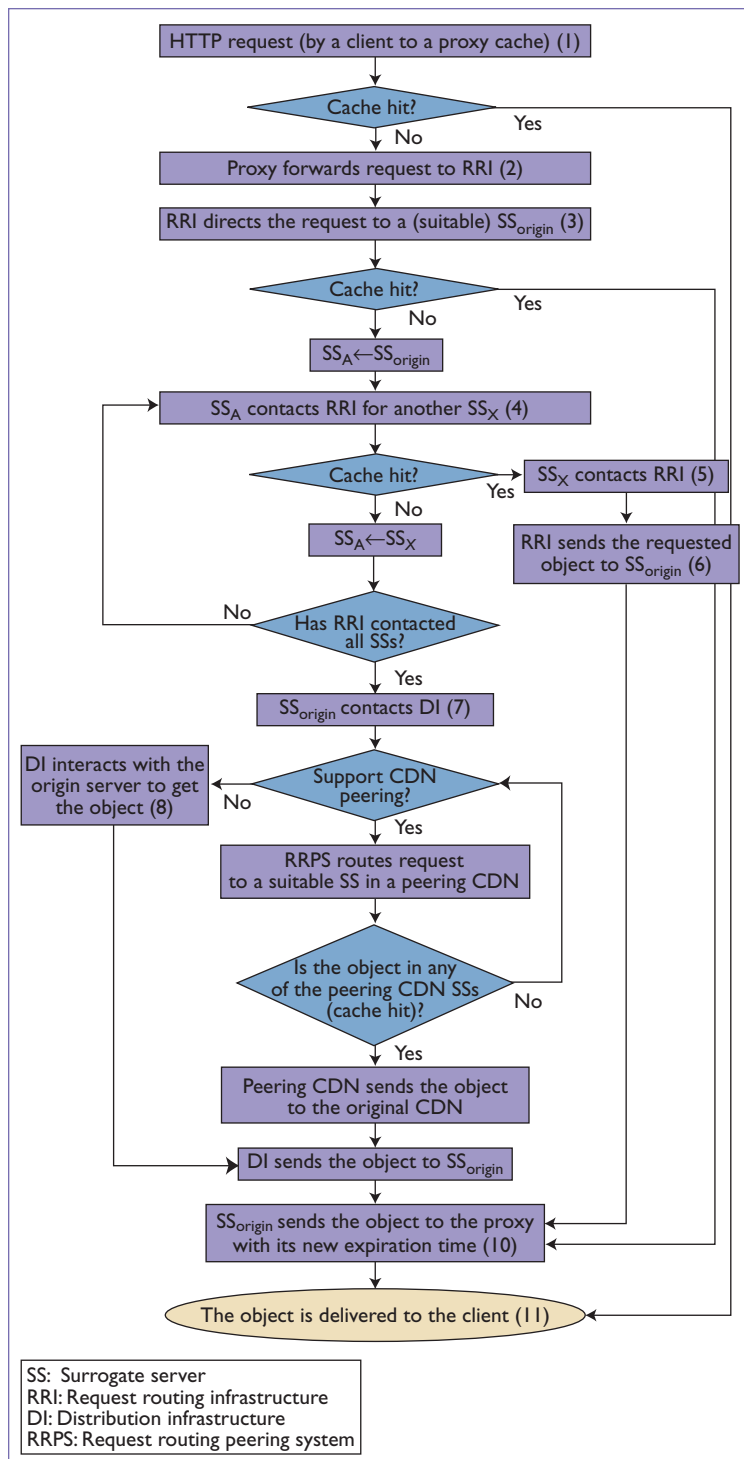 HTTP request (by a client to a proxy cache) (1)
Cache hit?
Yes
No
Proxy forwards request to RRI (2)
RRI directs the request to a (suitable) SSorigin (3)
Cache hit?
Yes
No
SSA←SSorigin
SSA contacts RRI for another SSX (4)
Cache hit?
Yes
SSX contacts RRI (5)
No
SSA←SSX
RRI sends the requested
object to SSorigin (6)
No
Has RRI contacted
all SSs?
Yes
SSorigin contacts DI (7)
DI interacts with the
origin server to get
the object (8)
Support CDN
peering?
No
Yes
RRPS routes request
to a suitable SS in a peering CDN
Is the object in any
of the peering CDN SSs
(cache hit)?
No
Yes
Peering CDN sends the object
to the original CDN
DI sends the object to SSorigin
SSorigin sends the object to the proxy
with its new expiration time (10)
The object is delivered to the client (11)
SS: Surrogate server
RRI: Request routing infrastructure
DI: Distribution infrastructure
RRPS: Request routing peering system